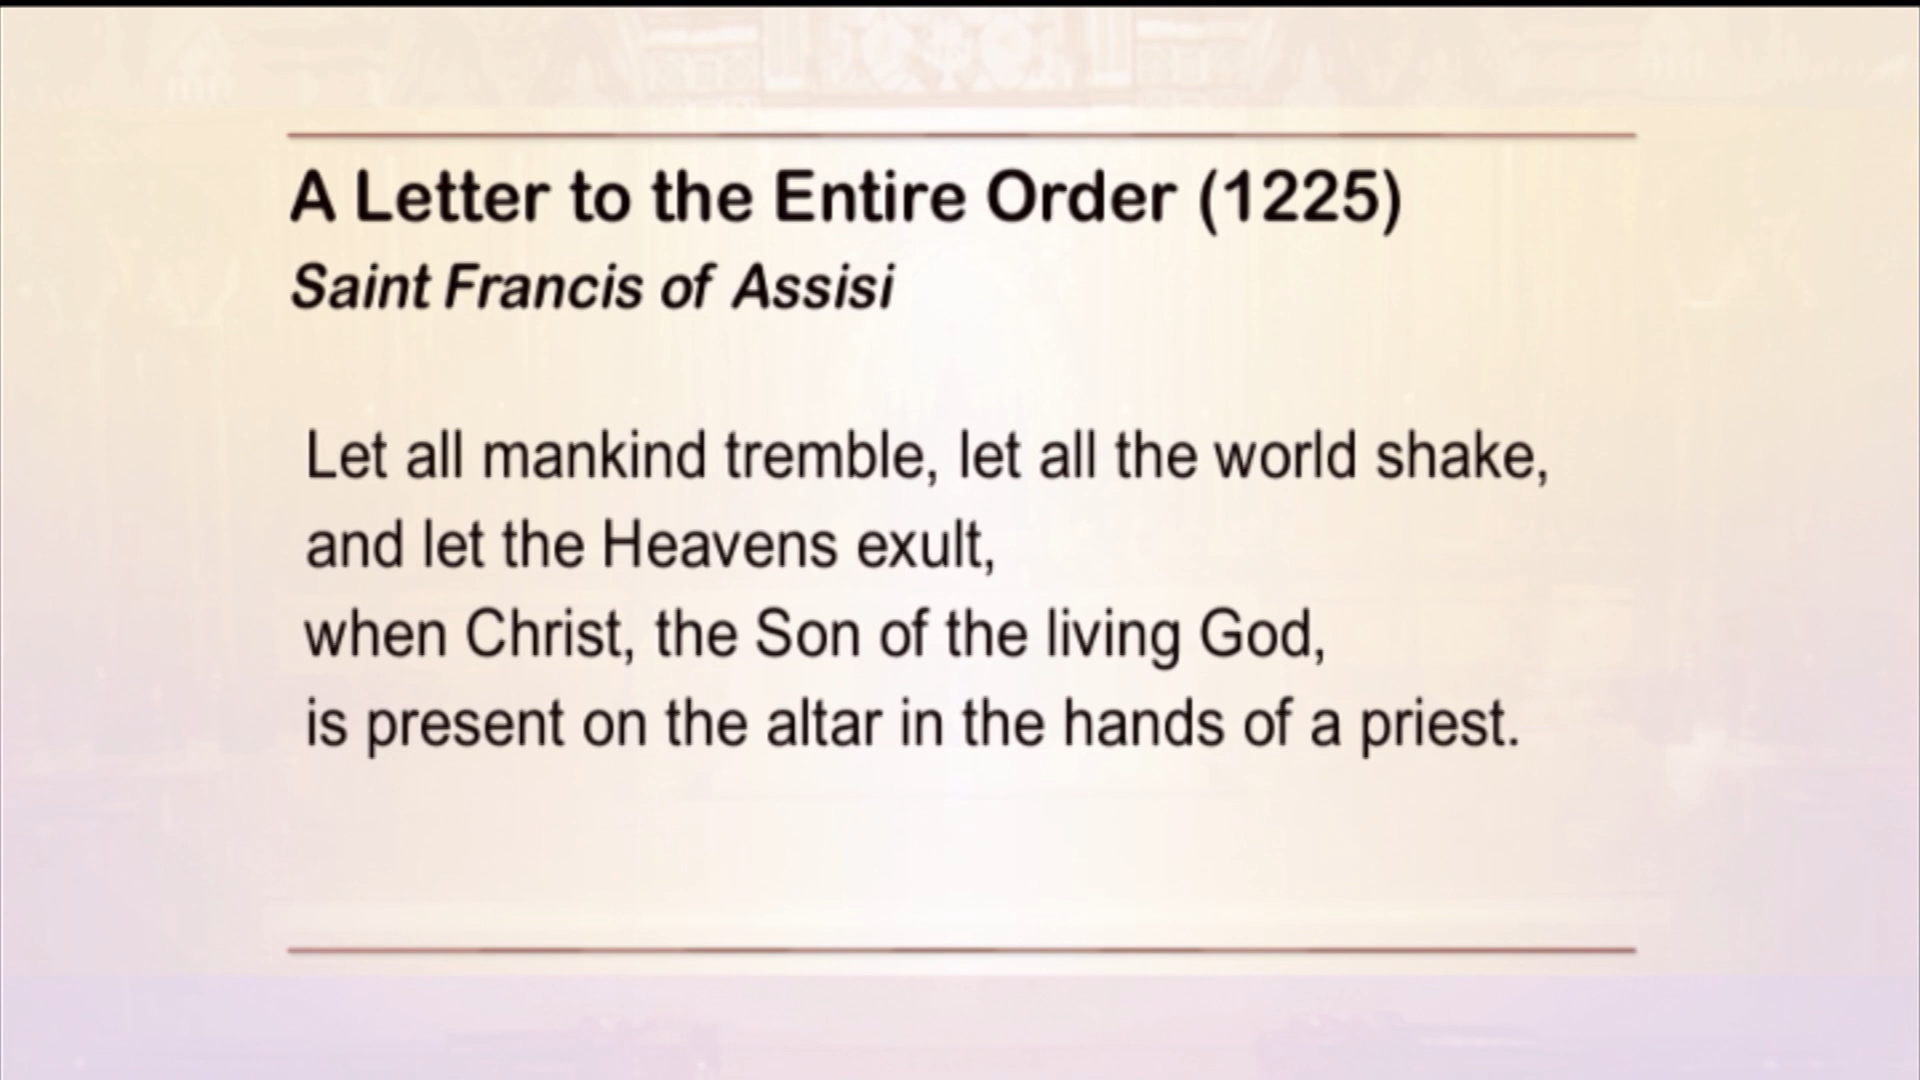 A Letter to the Entire Order (1225)
Saint Francis of Assisi
Let all mankind tremble, let all the world shake,
and let the Heavens exult,
when Christ, the Son of the living God,
is present on the altar in the hands of a priest.